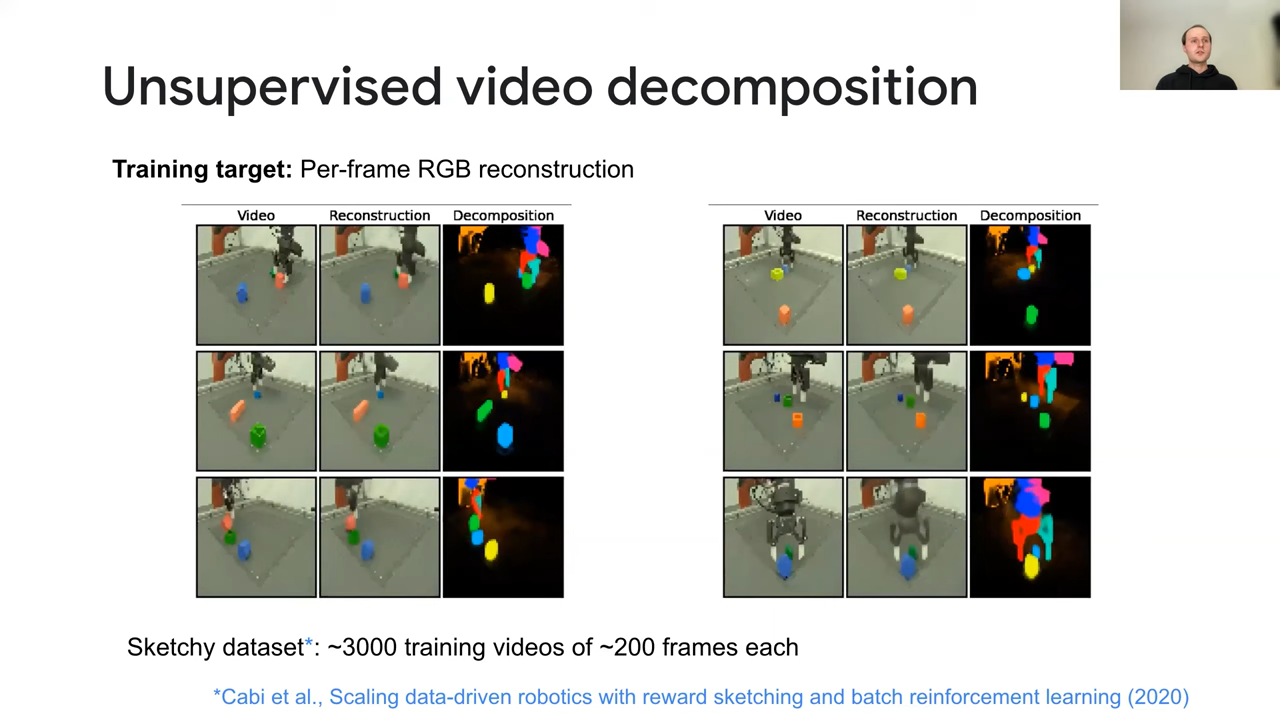 Unsupervised video decomposition
Training target: Per-frame RGB reconstruction
Video Reconstruction Decomposition
Video Reconstruction Decomposition
Sketchy dataset*: ~3000 training videos of ~200 frames each
*Cabi et al., Scaling data-driven robotics with reward sketching and batch reinforcement learning (2020)